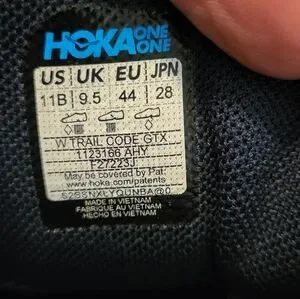 HOKA ONE ONE
US UK EU JPN
11B 9.5 44 28
W TRAIL CODE GTX
1123166 AHY
F27223J
May be covered by Pat:
www.hoka.com/patents
MADE IN VIETNAM
FABRIQUÉ AU VIETNAM
HECHO EN VIETNAM